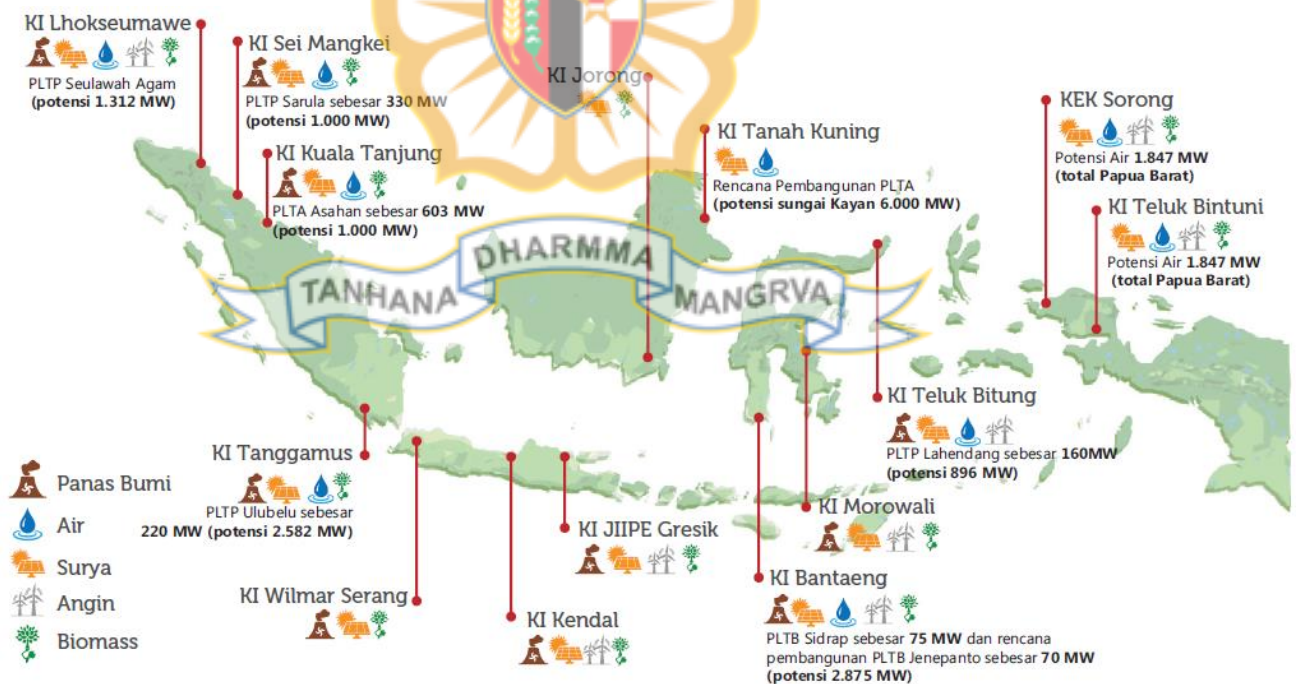 KI Lhokseumawe
PLTP Seulawah Agam
(potensi 1.312 MW)
KI Sei Mangkei
PLTP Sarula sebesar 330 MW
(potensi 1.000 MW)
KI Kuala Tanjung
PLTA Asahan sebesar 603 MW
(potensi 1.000 MW)
KI Jorong
KI Tanah Kuning
Rencana Pembangunan PLTA
(potensi sungai Kayan 6.000 MW)
KEK Sorong
Potensi Air 1.847 MW
(total Papua Barat)
KI Teluk Bintuni
Potensi Air 1.847 MW
(total Papua Barat)
TANHANA
DHARMMA
MANGRVA
KI Teluk Bitung
PLTP Lahendang sebesar 160MW
(potensi 896 MW)
KI Tanggamus
PLTP Ulubelu sebesar
220 MW (potensi 2.582 MW)
KI Wilmar Serang
KI Kendal
KI JIIPE Gresik
KI Morowali
KI Bantaeng
PLTB Sidrap sebesar 75 MW dan rencana
pembangunan PLTB Jenepanto sebesar 70 MW
(potensi 2.875 MW)
Panas Bumi
Air
Surya
Angin
Biomass